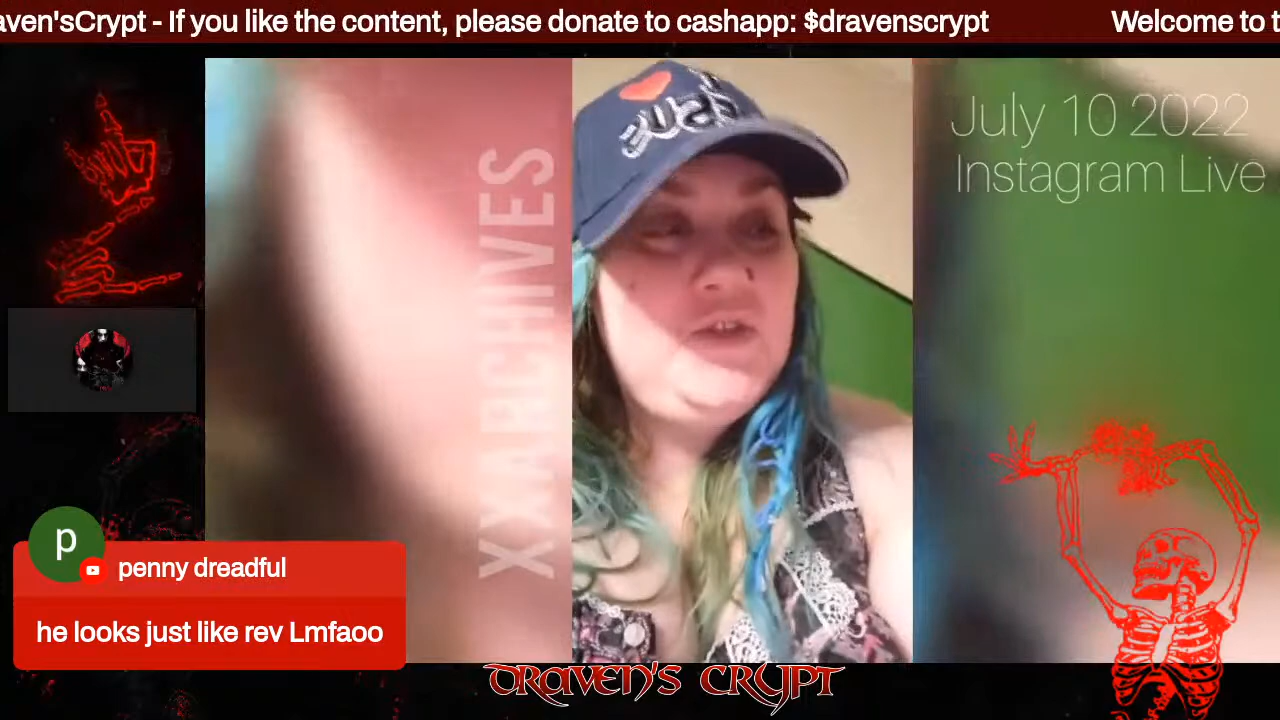 aven'sCrypt - If you like the content, please donate to cashapp: $dravenscrypt
Welcome to t
July 10 2022
Instagram Live
XxARCHIVES
p
penny dreadful
he looks just like rev Lmfaoo
DRAVEN'S CRYPT